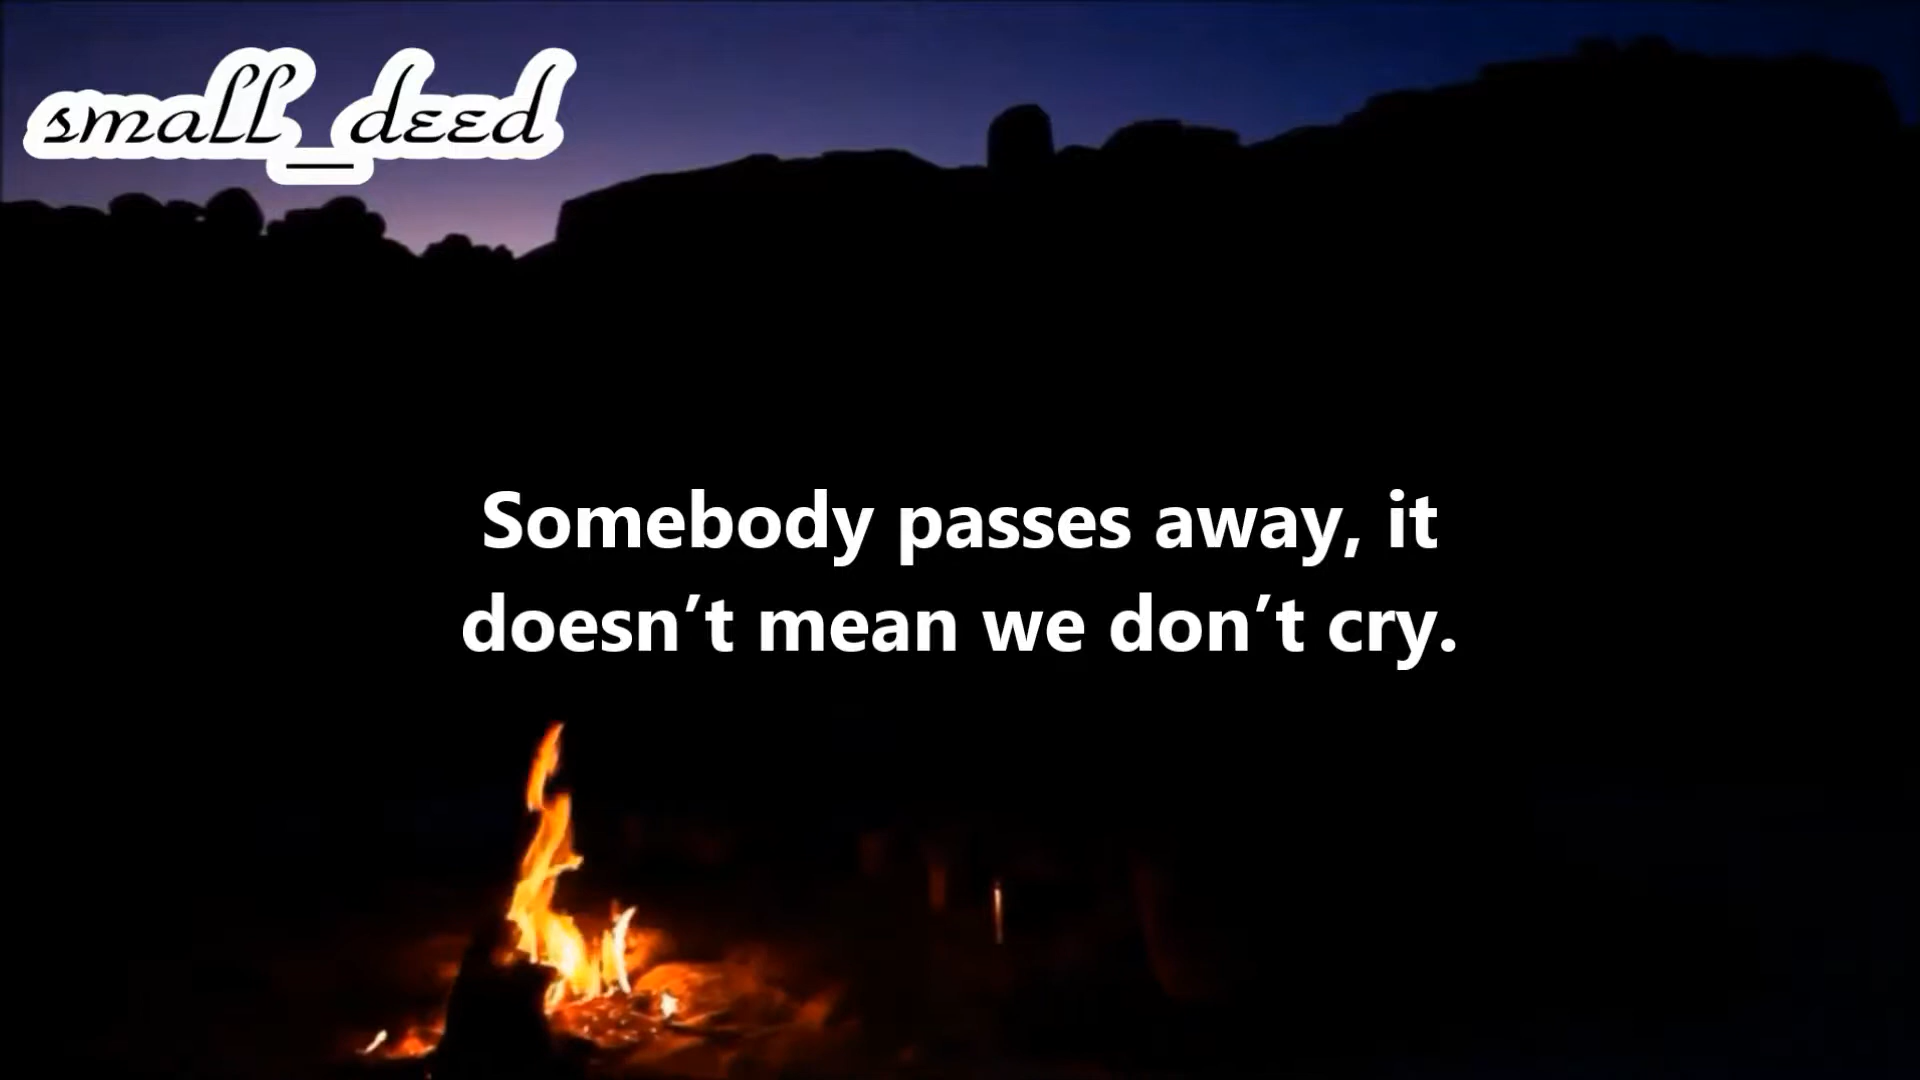 small_deed
Somebody passes away, it
doesn’t mean we don’t cry.